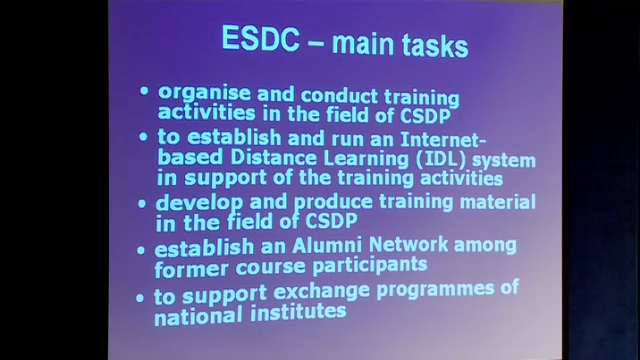 ESDC – main tasks
• organise and conduct training
activities in the field of CSDP
• to establish and run an Internet-
based Distance Learning (IDL) system
in support of the training activities
• develop and produce training material
in the field of CSDP
• establish an Alumni Network among
former course participants
• to support exchange programmes of
national institutes